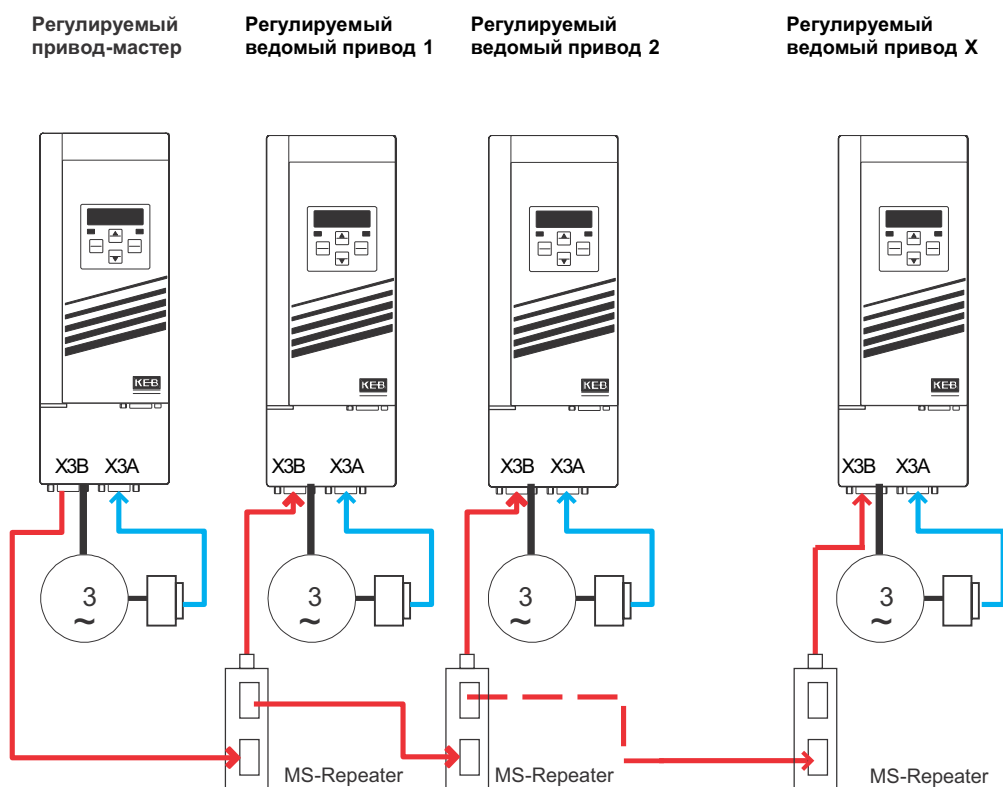 Регулируемый
привод-мастер
Регулируемый
ведомый привод 1
Регулируемый
ведомый привод 2
Регулируемый
ведомый привод X
KEB
KEB
KEB
KEB
X3B X3A
X3B X3A
X3B X3A
X3B X3A
3
~
3
~
3
~
3
~
MS-Repeater
MS-Repeater
MS-Repeater